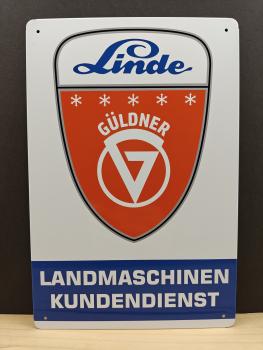 Linde
* * * * *
GÜLDNER
G
LANDMASCHINEN
KUNDENDIENST